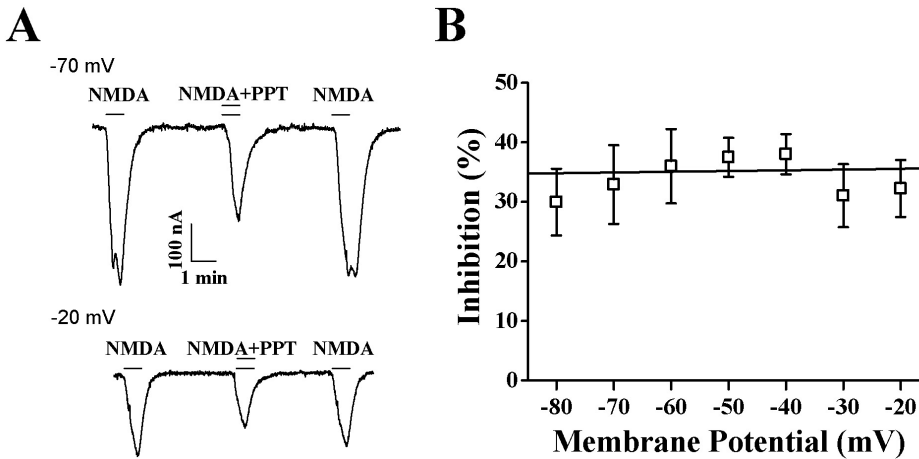 A
-70 mV
NMDA NMDA+PPT NMDA
100 nA
1 min
-20 mV
NMDA NMDA+PPT NMDA
B
Inhibition (%)
50
40
30
20
10
0
-80 -70 -60 -50 -40 -30 -20
Membrane Potential (mV)